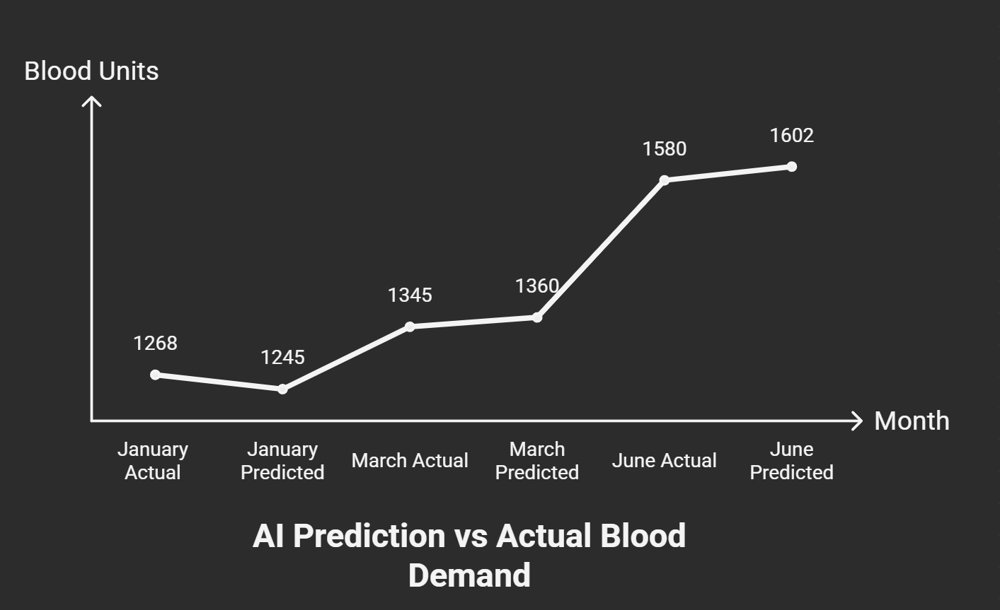 Blood Units
1602
1580
1360
1345
1268
1245
Month
January
Actual
January
Predicted
March Actual
March
Predicted
June Actual
June
Predicted
AI Prediction vs Actual Blood
Demand